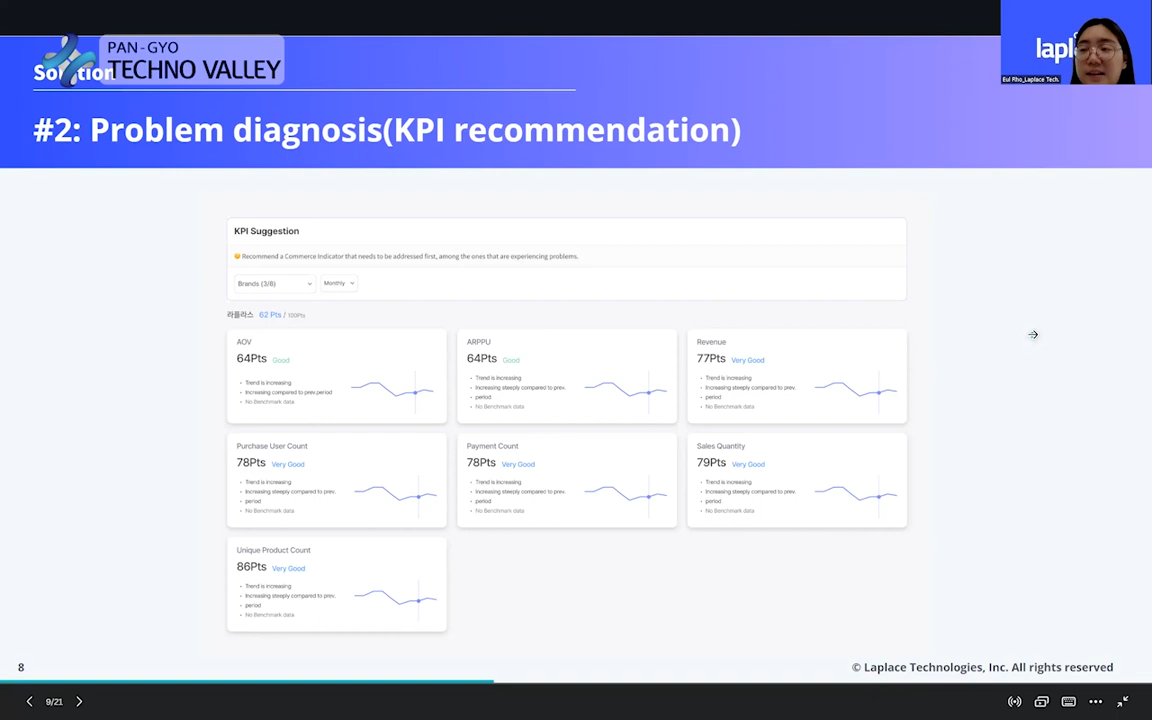 PAN-GYO
TECHNO VALLEY
Solution
lapl
Eul Rho_Laplace Tech.
#2: Problem diagnosis(KPI recommendation)
KPI Suggestion
Recommend a Commerce Indicator that needs to be addressed first, among the ones that are experiencing problems.
Brands (3/8) Monthly
라플라스 62 Pts / 100Pts
AOV
64Pts Good
• Trend is increasing
• Increasing compared to prev.period
• No Benchmark data
ARPPU
64Pts Good
• Trend is increasing
• Increasing steeply compared to prev.
• period
• No Benchmark data
Revenue
77Pts Very Good
• Trend is increasing
• Increasing steeply compared to prev.
• period
• No Benchmark data
Purchase User Count
78Pts Very Good
• Trend is increasing
• Increasing steeply compared to prev.
• period
• No Benchmark data
Payment Count
78Pts Very Good
• Trend is increasing
• Increasing steeply compared to prev.
• period
• No Benchmark data
Sales Quantity
79Pts Very Good
• Trend is increasing
• Increasing steeply compared to prev.
• period
• No Benchmark data
Unique Product Count
86Pts Very Good
• Trend is increasing
• Increasing steeply compared to prev.
• period
• No Benchmark data
8
© Laplace Technologies, Inc. All rights reserved
9/21